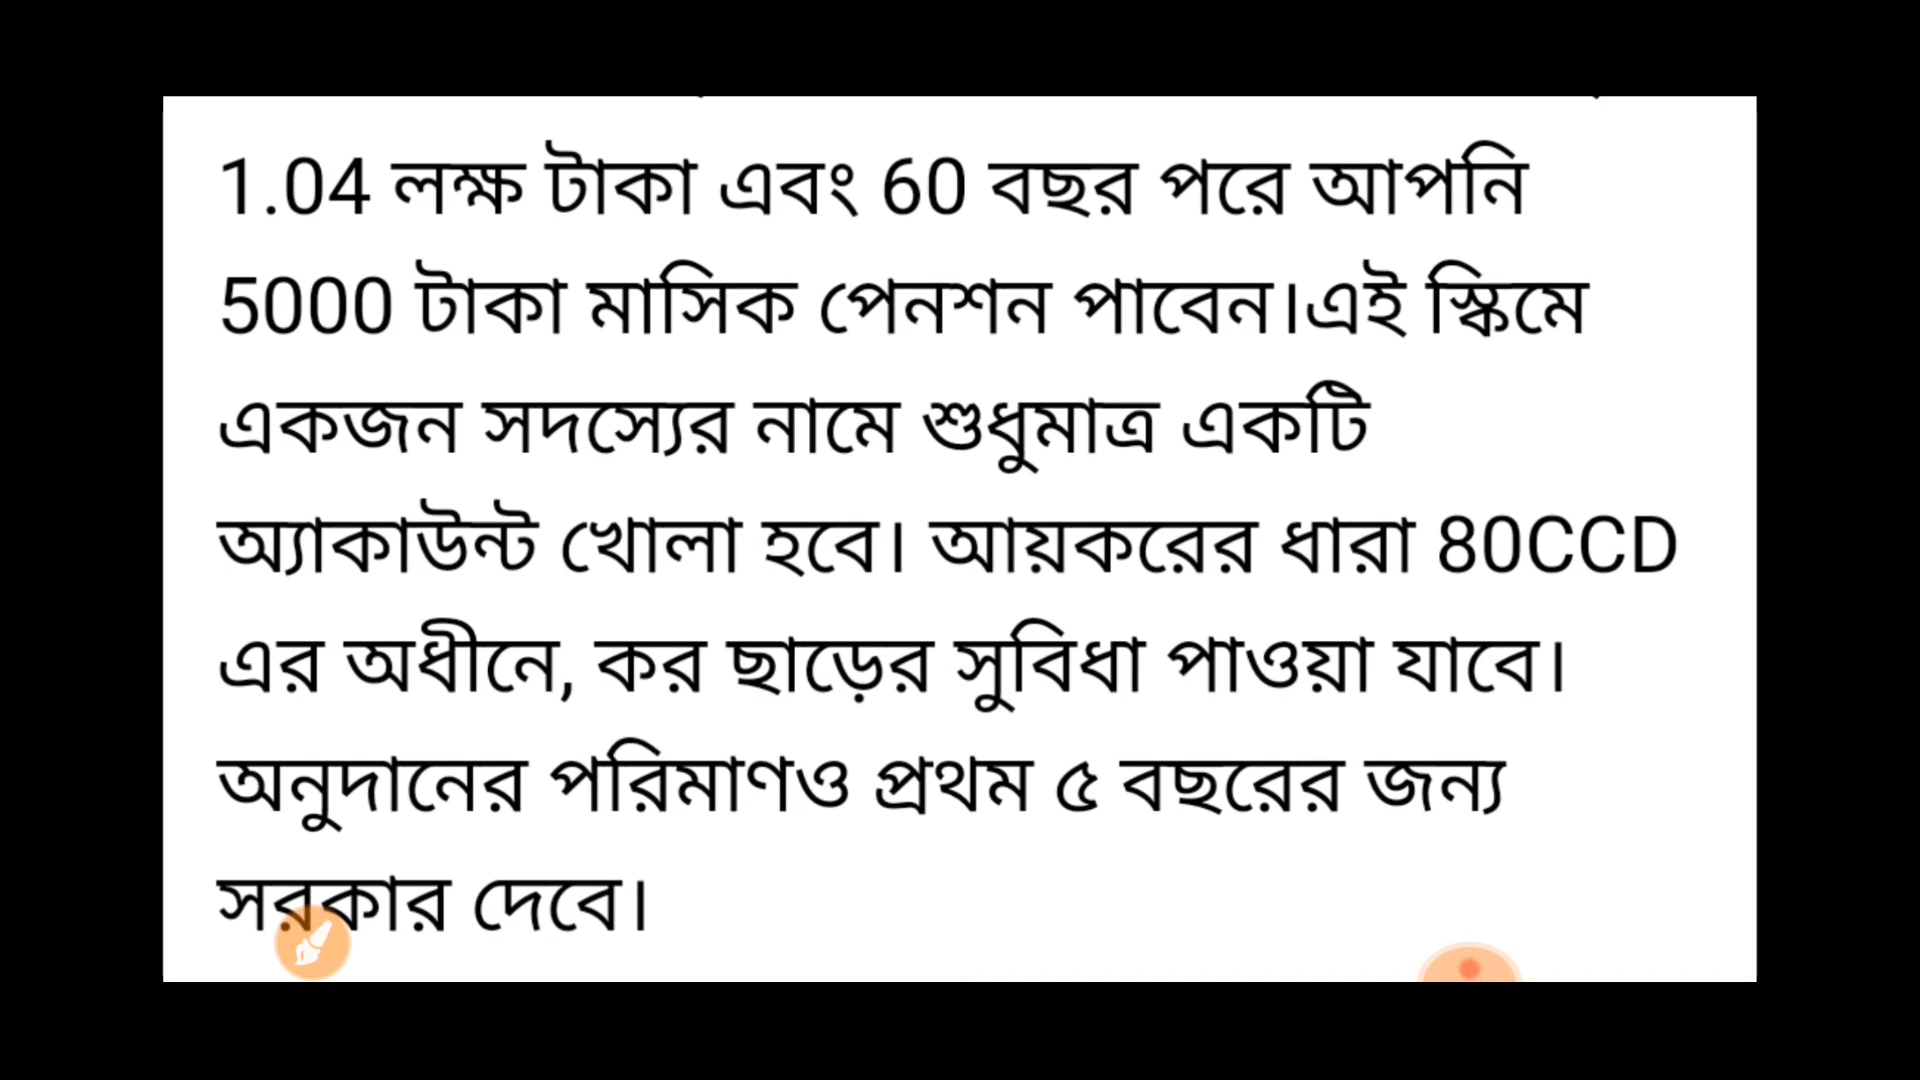 1.04 লক্ষ টাকা এবং 60 বছর পরে আপনি
5000 টাকা মাসিক পেনশন পাবেন।এই স্কিমে
একজন সদস্যের নামে শুধুমাত্র একটি
অ্যাকাউন্ট খোলা হবে। আয়করের ধারা 80CCD
এর অধীনে, কর ছাড়ের সুবিধা পাওয়া যাবে।
অনুদানের পরিমাণও প্রথম ৫ বছরের জন্য
সরকার দেবে।